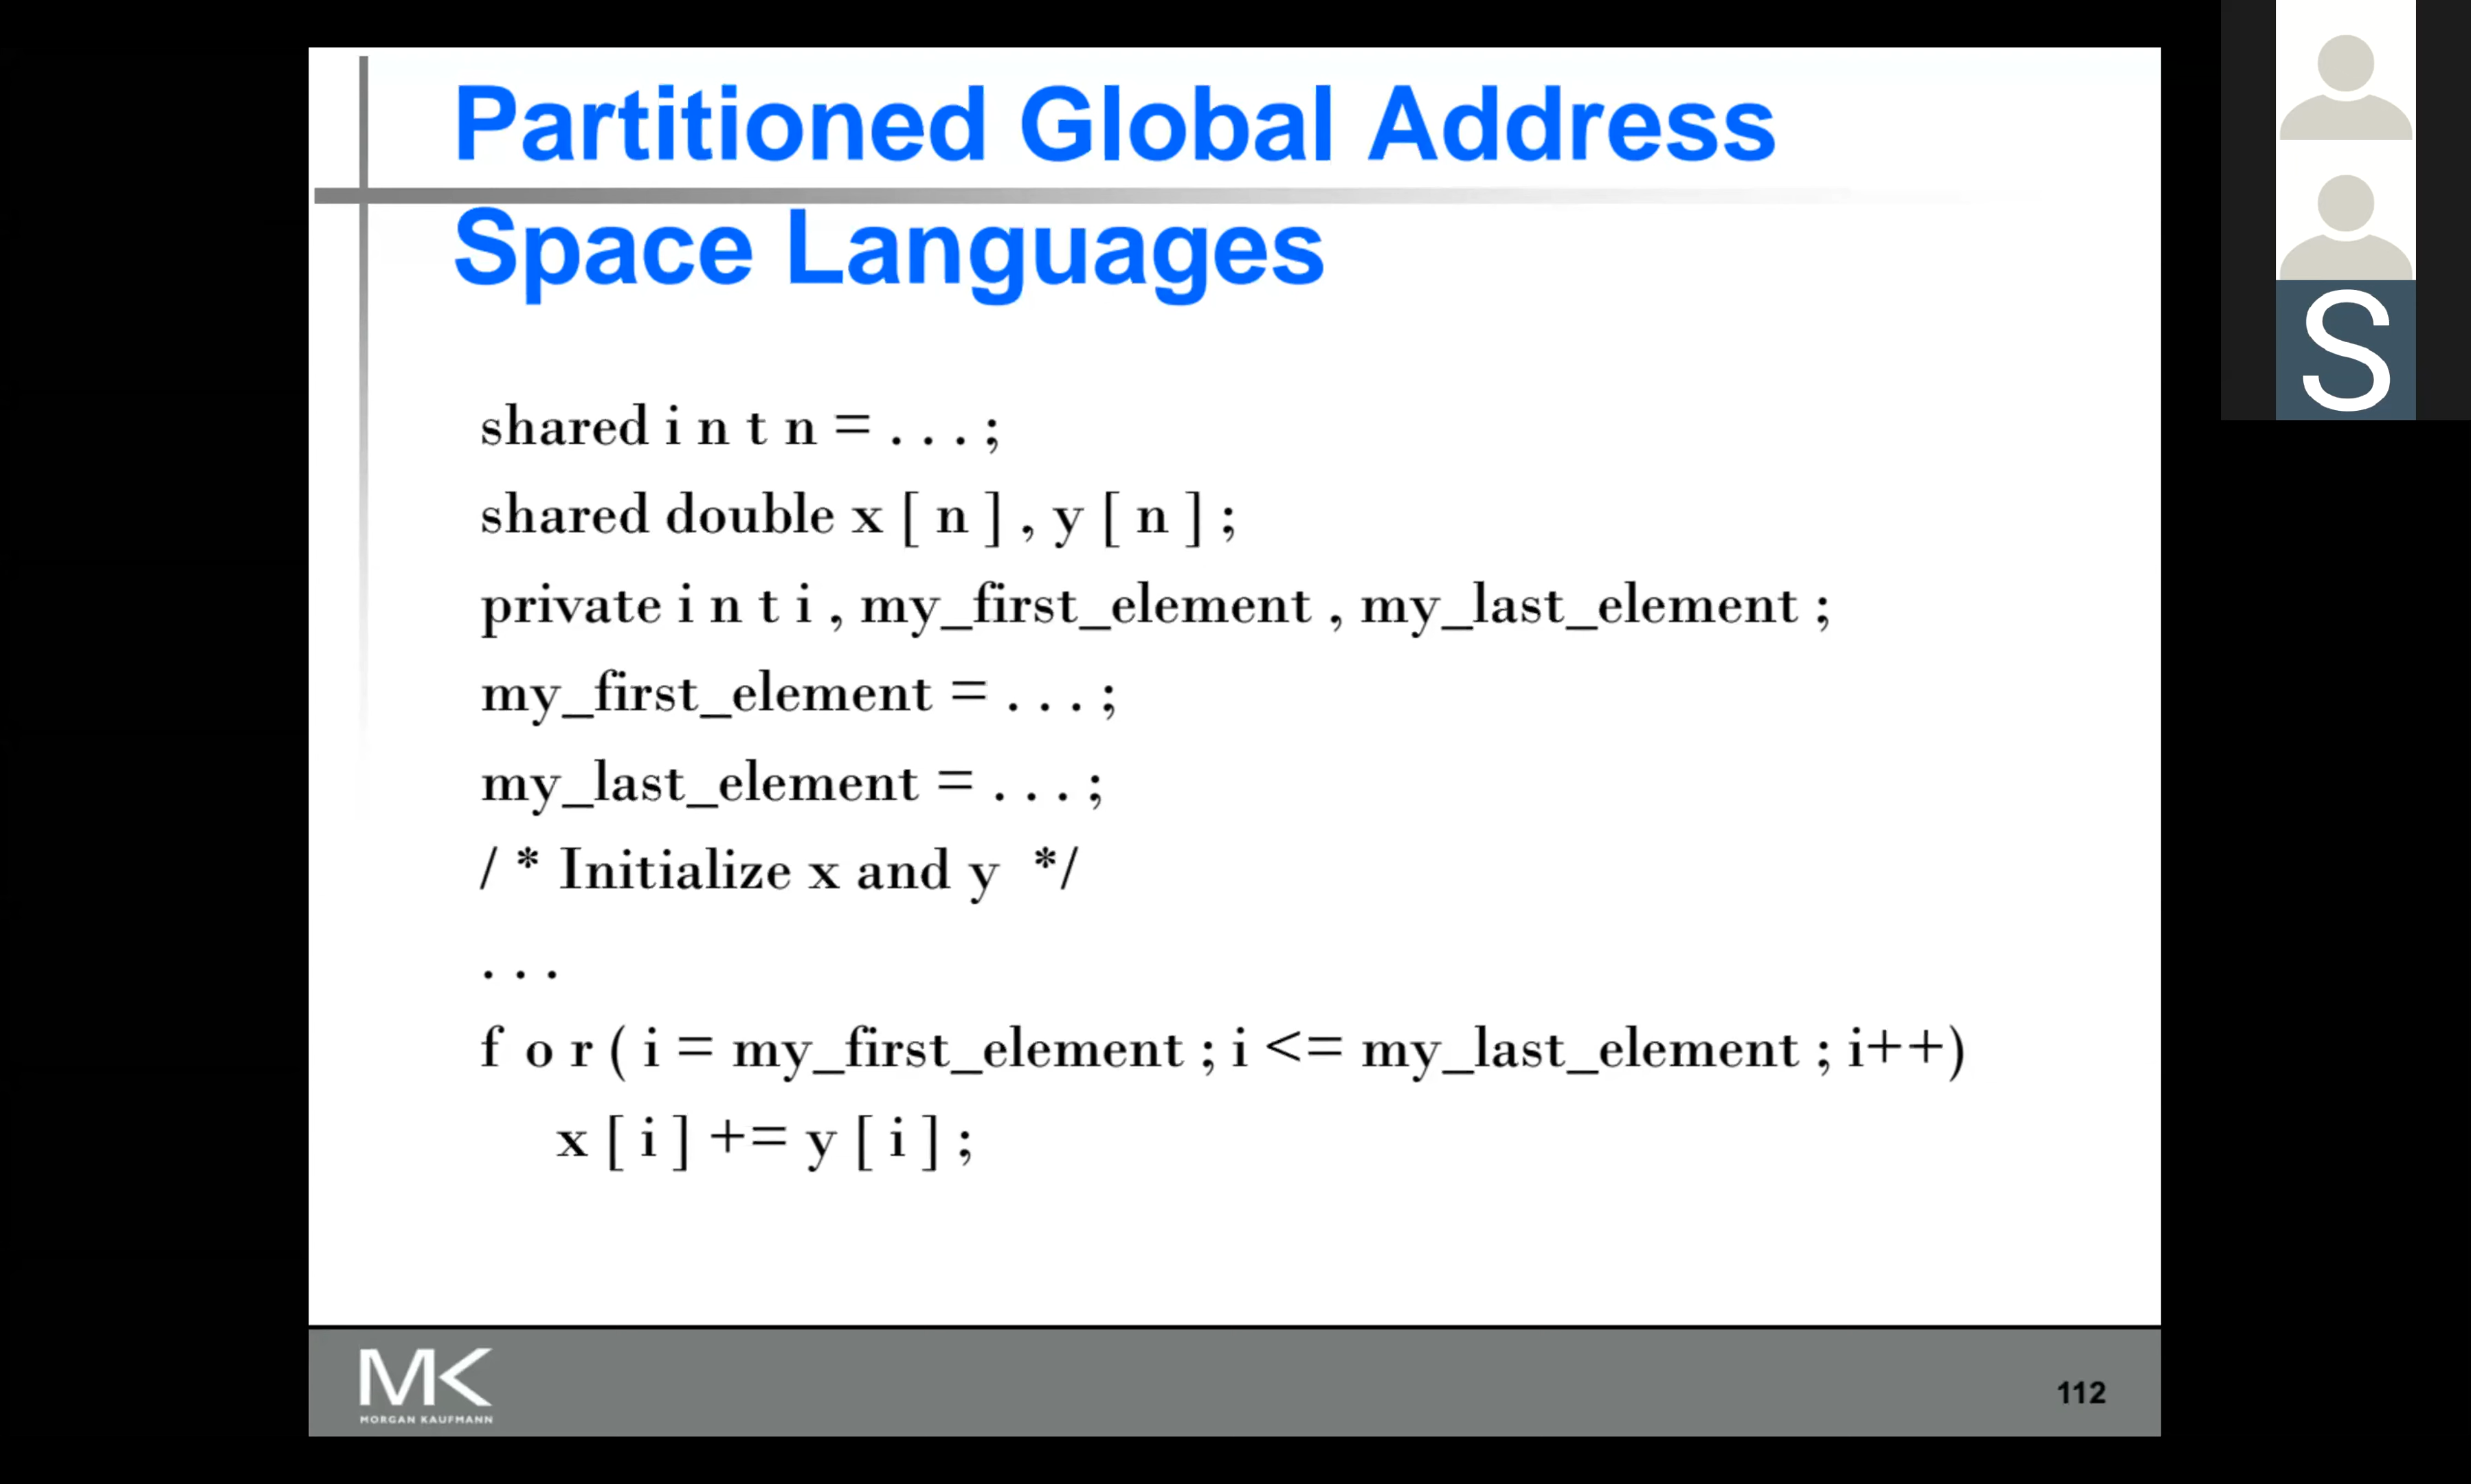 Partitioned Global Address
Space Languages
shared i n t n = . . . ;
shared double x [ n ] , y [ n ] ;
private i n t i , my_first_element , my_last_element ;
my_first_element = . . . ;
my_last_element = . . . ;
/ * Initialize x and y */
. . .
f o r ( i = my_first_element ; i <= my_last_element ; i++)
x [ i ] += y [ i ] ;
MK
MORGAN KAUFMANN
112
S